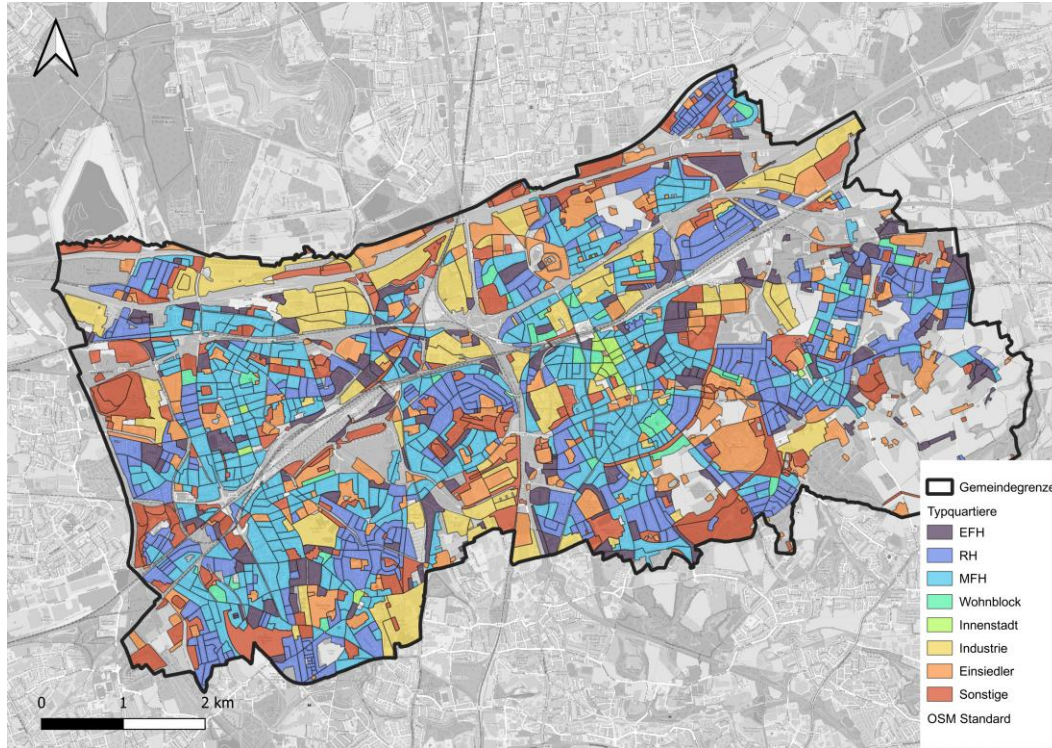 0 1 2 km
Gemeindegrenze
Typquartiere
EFH
RH
MFH
Wohnblock
Innenstadt
Industrie
Einsiedler
Sonstige
OSM Standard